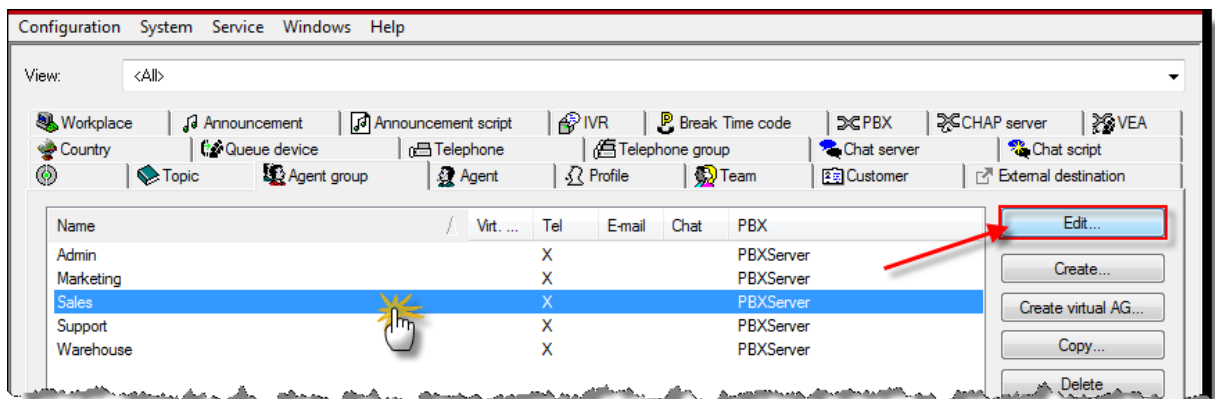 Configuration System Service Windows Help
View: <All>
Workplace Announcement Announcement script IVR Break Time code PBX CHAP server VEA
Country Queue device Telephone Telephone group Chat server Chat script
Topic Agent group Agent Profile Team Customer External destination
Name / Virt. ... Tel E-mail Chat PBX
Edit...
Admin X PBXServer
Create...
Marketing X PBXServer
Sales X PBXServer
Create virtual AG...
Support X PBXServer
Copy...
Warehouse X PBXServer
Delete